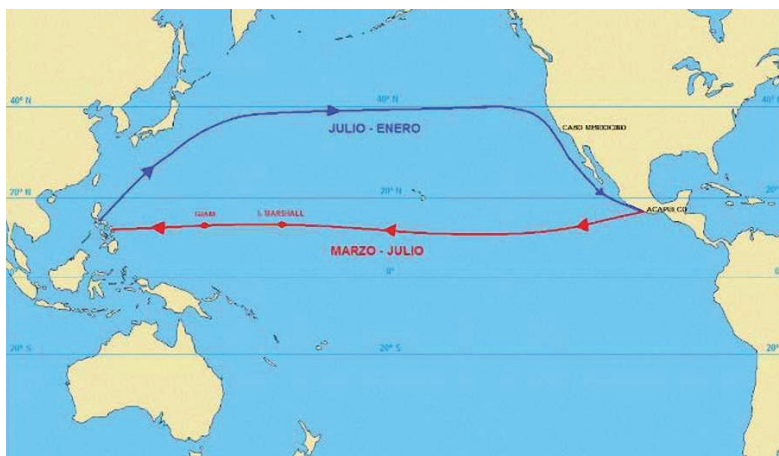 40° N
40° N
40° N
JULIO - ENERO
CABO MENDOCINO
20° N
20° N
20° N
GUAM
I. MARSHALL
ACAPULCO
MARZO - JULIO
0°
0°
20° S
20° S
20°